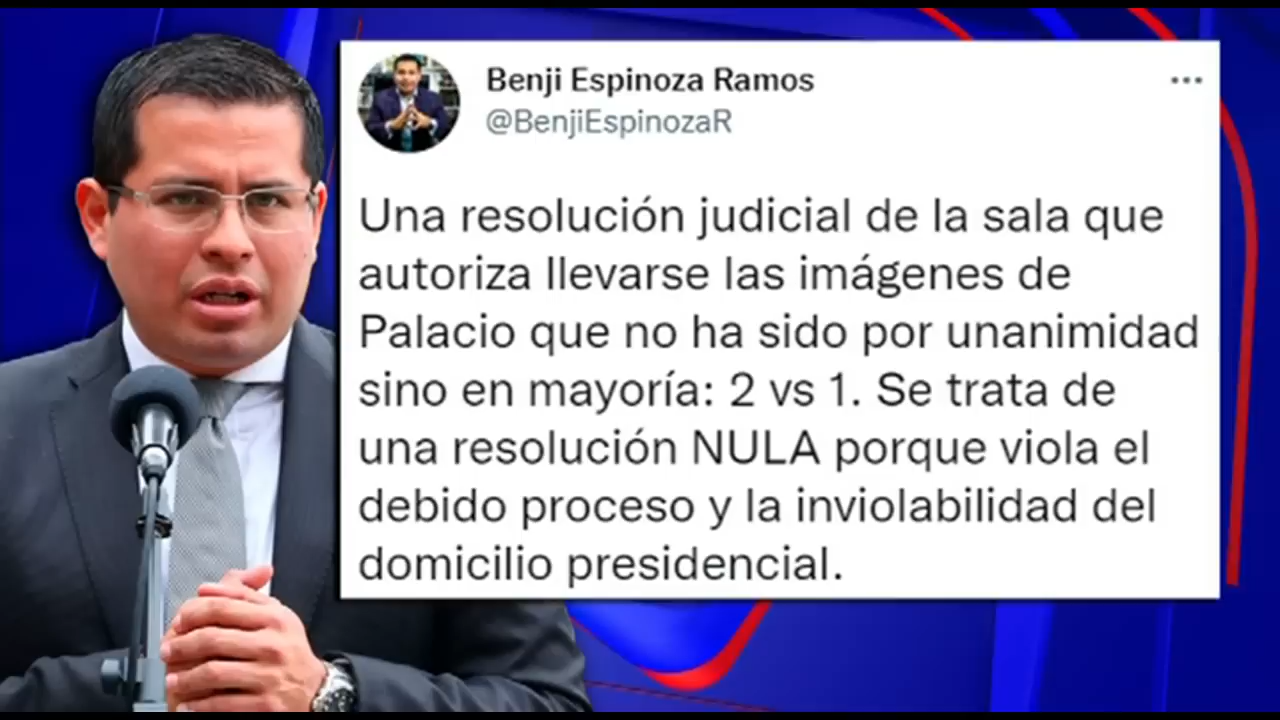 Benji Espinoza Ramos
@BenjiEspinozaR
Una resolución judicial de la sala que
autoriza llevarse las imágenes de
Palacio que no ha sido por unanimidad
sino en mayoría: 2 vs 1. Se trata de
una resolución NULA porque viola el
debido proceso y la inviolabilidad del
domicilio presidencial.